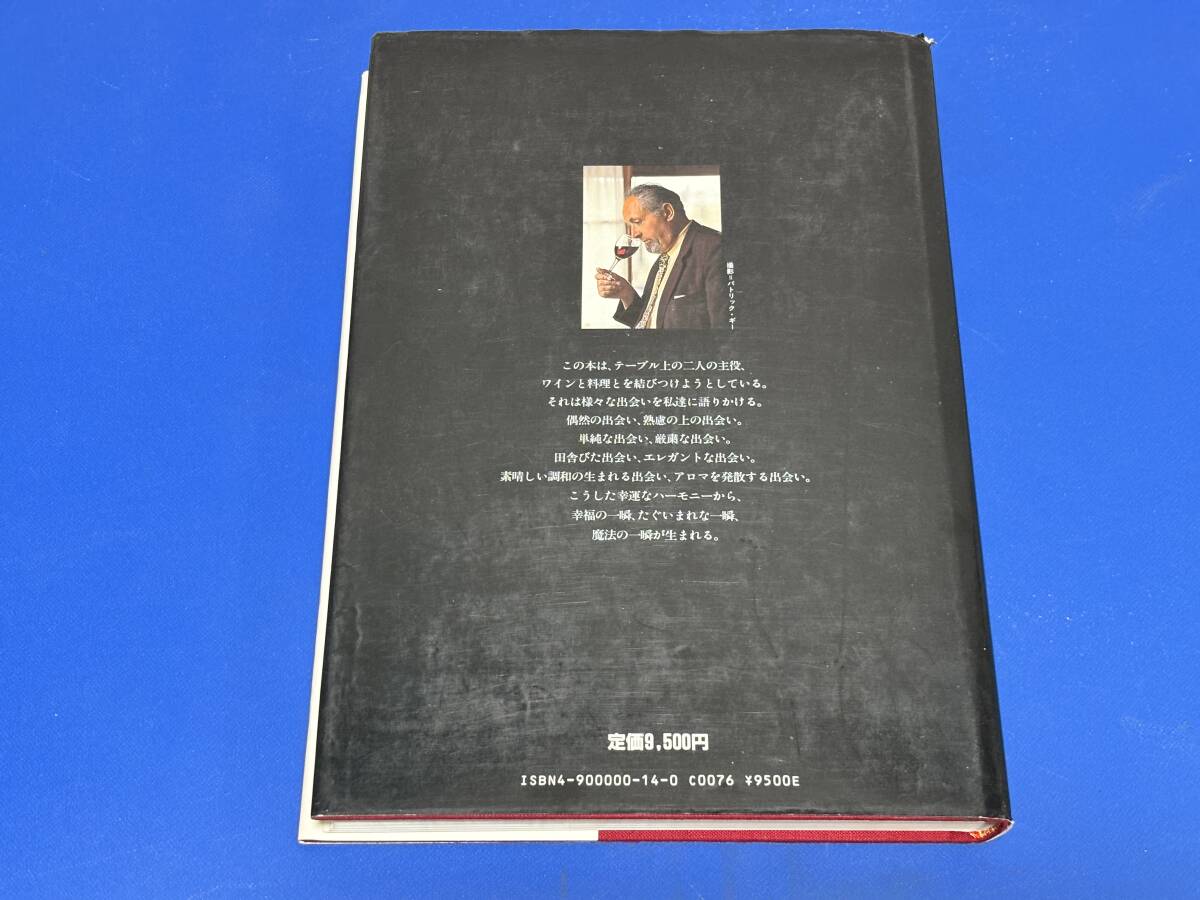 撮影=パトリック・ギー
この本は、テーブル上の二人の主役、
ワインと料理とを結びつけようとしている。
それは様々な出会いを私達に語りかける。
偶然の出会い、熟慮の上の出会い。
単純な出会い、厳粛な出会い。
田舎びた出会い、エレガントな出会い。
素晴しい調和の生まれる出会い、アロマを発散する出会い。
こうした幸運なハーモニーから、
幸福の一瞬、たぐいまれな一瞬、
魔法の一瞬が生まれる。
定価9,500円
ISBN4-900000-14-0 C0076 ¥9500E